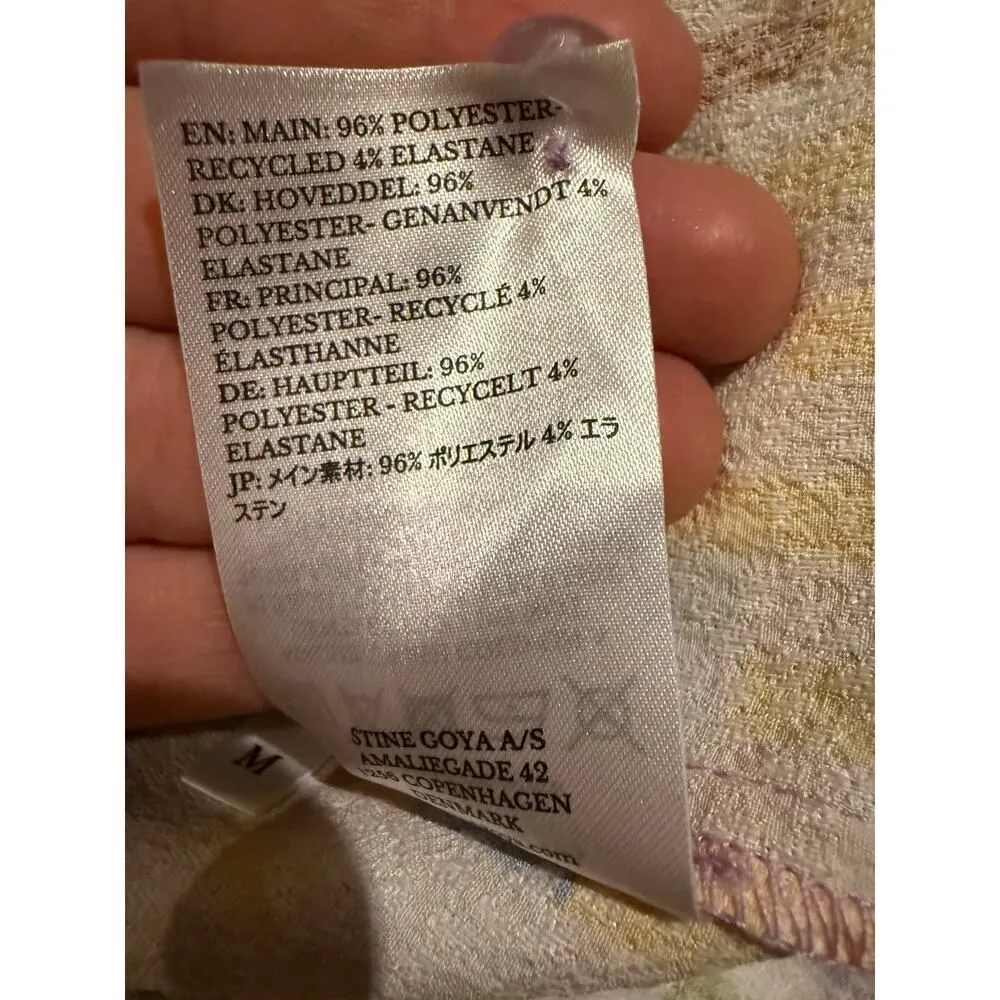 EN: MAIN: 96% POLYESTER-
RECYCLED 4% ELASTANE
DK: HOVEDDEL: 96%
POLYESTER- GENANVENDT 4%
ELASTANE
FR: PRINCIPAL: 96%
POLYESTER- RECYCLÉ 4%
ÉLASTHANNE
DE: HAUPTTEIL: 96%
POLYESTER - RECYCELT 4%
ELASTANE
JP: メイン素材: 96% ポリエステル 4% エラ
ステン
STINE GOYA A/S
AMALIEGADE 42
1256 COPENHAGEN
DENMARK
.com
M